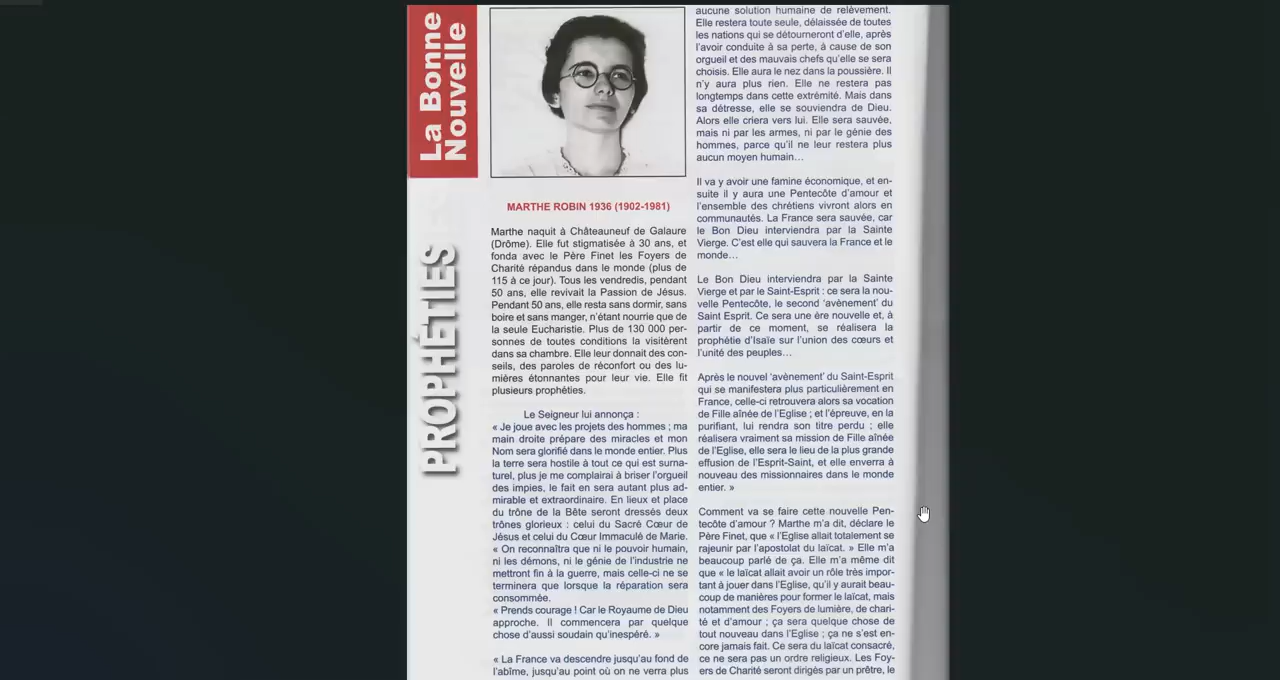 La Bonne
Nouvelle
PROPHÉTIES
MARTHE ROBIN 1936 (1902-1981)
Marthe naquit à Châteauneuf de Galaure
(Drôme). Elle fut stigmatisée à 30 ans, et
fonda avec le Père Finet les Foyers de
Charité répandus dans le monde (plus de
115 à ce jour). Tous les vendredis, pendant
50 ans, elle revivait la Passion de Jésus.
Pendant 50 ans, elle resta sans dormir, sans
boire et sans manger, n'étant nourrie que de
la seule Eucharistie. Plus de 130 000 per-
sonnes de toutes conditions la visitèrent
dans sa chambre. Elle leur donnait des con-
seils, des paroles de réconfort ou des lu-
mières étonnantes pour leur vie. Elle fit
plusieurs prophéties.
Le Seigneur lui annonça :
« Je joue avec les projets des hommes ; ma
main droite prépare des miracles et mon
Nom sera glorifié dans le monde entier. Plus
la terre sera hostile à tout ce qui est surna-
turel, plus je me complairai à briser l'orgueil
des impies, le fait en sera autant plus ad-
mirable et extraordinaire. En lieux et place
du trône de la Bête seront dressés deux
trônes glorieux : celui du Sacré Cœur de
Jésus et celui du Cœur Immaculé de Marie.
« On reconnaîtra que ni le pouvoir humain,
ni les démons, ni le génie de l'industrie ne
mettront fin à la guerre, mais celle-ci ne se
terminera que lorsque la réparation sera
consommée.
« Prends courage ! Car le Royaume de Dieu
approche. Il commencera par quelque
chose d'aussi soudain qu'inespéré. »
« La France va descendre jusqu'au fond de
l'abîme, jusqu'au point où on ne verra plus
aucune solution humaine de relèvement.
Elle restera toute seule, délaissée de toutes
les nations qui se détourneront d'elle, après
l'avoir conduite à sa perte, à cause de son
orgueil et des mauvais chefs qu'elle se sera
choisis. Elle aura le nez dans la poussière. Il
n'y aura plus rien. Elle ne restera pas
longtemps dans cette extrémité. Mais dans
sa détresse, elle se souviendra de Dieu.
Alors elle criera vers lui. Elle sera sauvée,
mais ni par les armes, ni par le génie des
hommes, parce qu'il ne leur restera plus
aucun moyen humain…
Il va y avoir une famine économique, et en-
suite il y aura une Pentecôte d'amour et
l'ensemble des chrétiens vivront alors en
communautés. La France sera sauvée, car
le Bon Dieu interviendra par la Sainte
Vierge. C'est elle qui sauvera la France et le
monde…
Le Bon Dieu interviendra par la Sainte
Vierge et par le Saint-Esprit : ce sera la nou-
velle Pentecôte, le second 'avènement' du
Saint Esprit. Ce sera une ère nouvelle et, à
partir de ce moment, se réalisera la
prophétie d'Isaïe sur l'union des cœurs et
l'unité des peuples…
Après le nouvel 'avènement' du Saint-Esprit
qui se manifestera plus particulièrement en
France, celle-ci retrouvera alors sa vocation
de Fille aînée de l'Eglise ; et l'épreuve, en la
purifiant, lui rendra son titre perdu ; elle
réalisera vraiment sa mission de Fille aînée
de l'Eglise, elle sera le lieu de la plus grande
effusion de l'Esprit-Saint, et elle enverra à
nouveau des missionnaires dans le monde
entier. »
Comment va se faire cette nouvelle Pen-
tecôte d'amour ? Marthe m'a dit, déclare le
Père Finet, que « l'Eglise allait totalement se
rajeunir par l'apostolat du laïcat. » Elle m'a
beaucoup parlé de ça. Elle m'a même dit
que « le laïcat allait avoir un rôle très impor-
tant à jouer dans l'Eglise, qu'il y aurait beau-
coup de manières pour former le laïcat, mais
notamment des Foyers de lumière, de chari-
té et d'amour ; ça sera quelque chose de
tout nouveau dans l'Eglise ; ça ne s'est en-
core jamais fait. Ce sera du laïcat consacré,
ce ne sera pas un ordre religieux. Les Foy-
ers de Charité seront dirigés par un prêtre, le